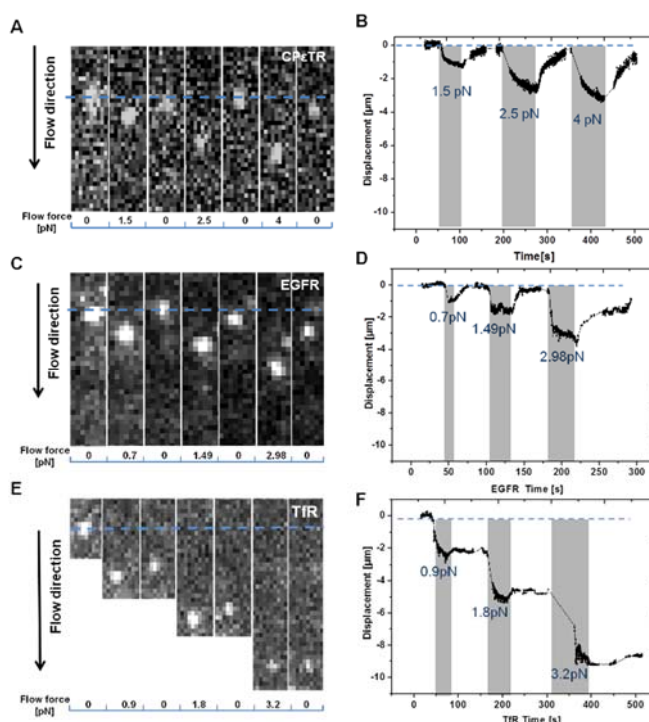 A
Flow direction
CPεTR
Flow force
[pN]
0 1.5 0 2.5 0 4 0
B
Displacement [µm]
0
-2
-4
-6
-8
-10
1.5 pN
2.5 pN
4 pN
0 100 200 300 400 500
Time[s]
C
Flow direction
EGFR
Flow force
[pN]
0 0.7 0 1.49 0 2.98 0
D
Displacement [µm]
0
-2
-4
-6
-8
-10
0.7pN
1.49pN
2.98pN
0 50 100 150 200 250 300
EGFR Time [s]
E
Flow direction
TfR
Flow force
[pN]
0 0.9 0 1.8 0 3.2 0
F
Displacement [µm]
0
-2
-4
-6
-8
-10
0.9pN
1.8pN
3.2pN
0 100 200 300 400 500
TfR Time [s]